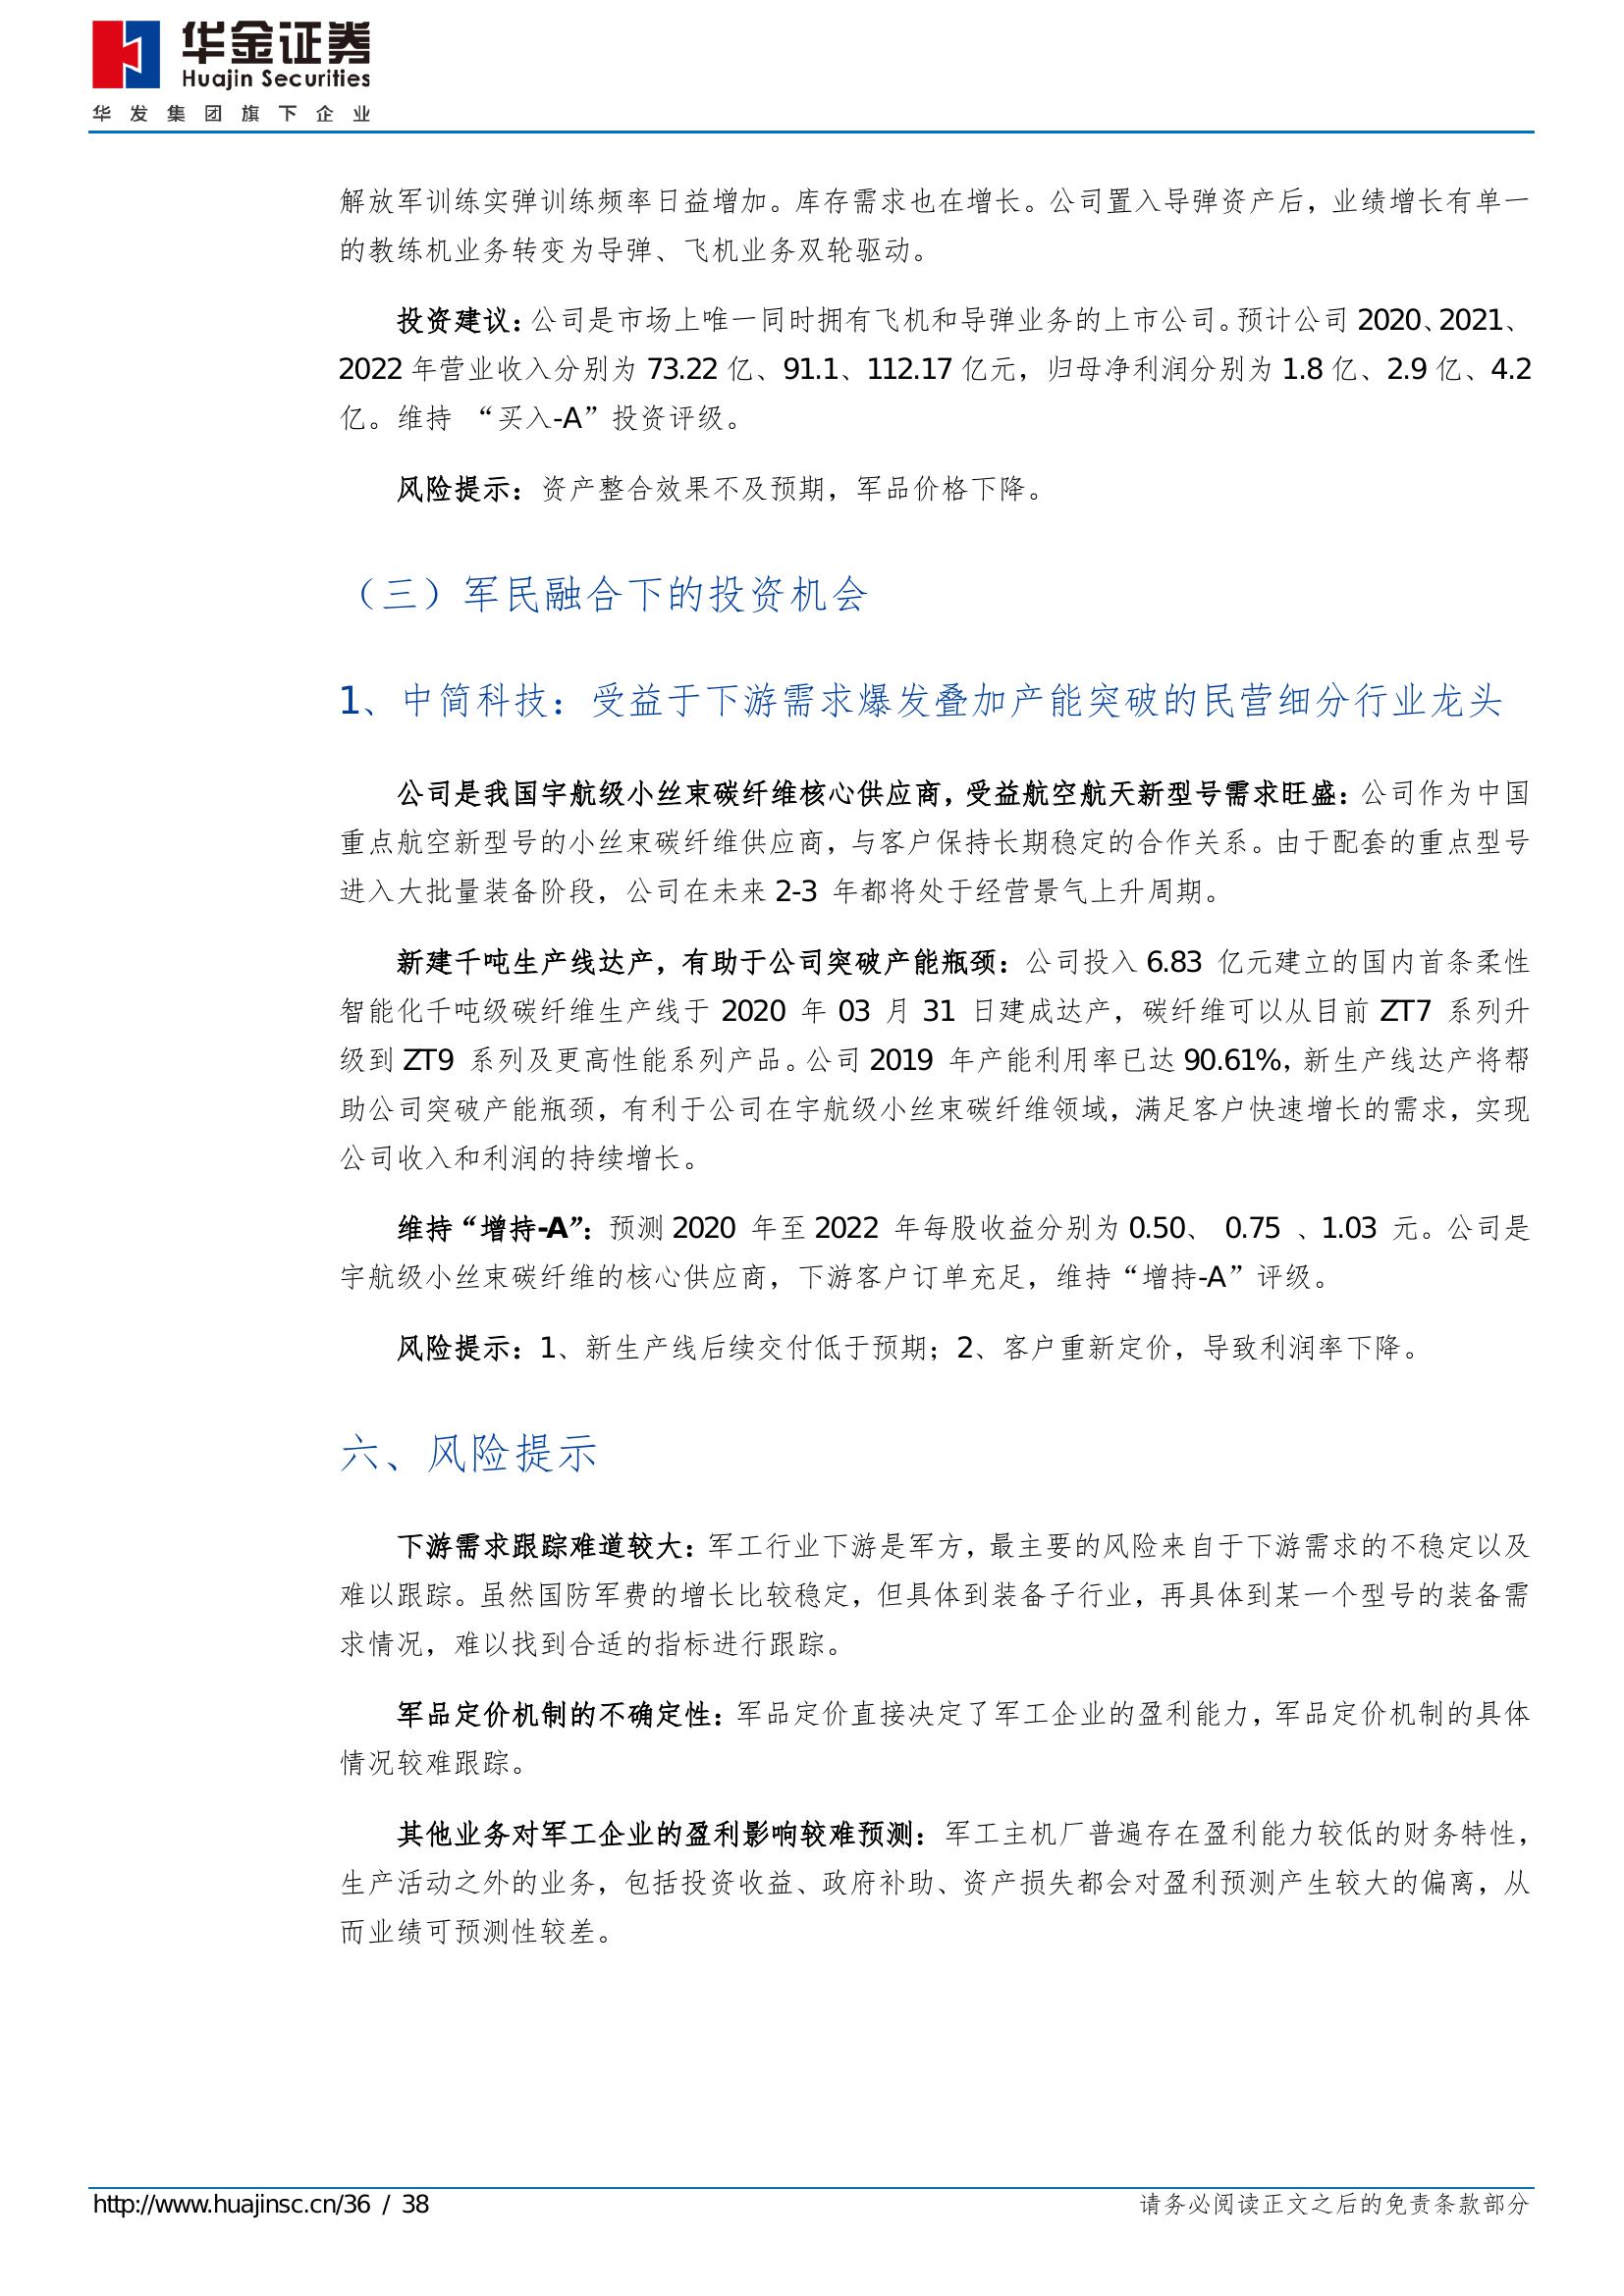 华金证券
Huajin Securities
华发集团旗下企业
解放军训练实弹训练频率日益增加。库存需求也在增长。公司置入导弹资产后，业绩增长有单一
的教练机业务转变为导弹、飞机业务双轮驱动。
投资建议：公司是市场上唯一同时拥有飞机和导弹业务的上市公司。预计公司 2020、2021、
2022 年营业收入分别为 73.22 亿、91.1、112.17 亿元，归母净利润分别为 1.8 亿、2.9 亿、4.2
亿。维持 “买入-A”投资评级。
风险提示：资产整合效果不及预期，军品价格下降。
（三）军民融合下的投资机会
1、中简科技：受益于下游需求爆发叠加产能突破的民营细分行业龙头
公司是我国宇航级小丝束碳纤维核心供应商，受益航空航天新型号需求旺盛：公司作为中国
重点航空新型号的小丝束碳纤维供应商，与客户保持长期稳定的合作关系。由于配套的重点型号
进入大批量装备阶段，公司在未来 2-3 年都将处于经营景气上升周期。
新建千吨生产线达产，有助于公司突破产能瓶颈：公司投入 6.83 亿元建立的国内首条柔性
智能化千吨级碳纤维生产线于 2020 年 03 月 31 日建成达产，碳纤维可以从目前 ZT7 系列升
级到 ZT9 系列及更高性能系列产品。公司 2019 年产能利用率已达 90.61%，新生产线达产将帮
助公司突破产能瓶颈，有利于公司在宇航级小丝束碳纤维领域，满足客户快速增长的需求，实现
公司收入和利润的持续增长。
维持“增持-A”：预测 2020 年至 2022 年每股收益分别为 0.50、 0.75 、1.03 元。公司是
宇航级小丝束碳纤维的核心供应商，下游客户订单充足，维持“增持-A”评级。
风险提示：1、新生产线后续交付低于预期；2、客户重新定价，导致利润率下降。
六、风险提示
下游需求跟踪难道较大：军工行业下游是军方，最主要的风险来自于下游需求的不稳定以及
难以跟踪。虽然国防军费的增长比较稳定，但具体到装备子行业，再具体到某一个型号的装备需
求情况，难以找到合适的指标进行跟踪。
军品定价机制的不确定性：军品定价直接决定了军工企业的盈利能力，军品定价机制的具体
情况较难跟踪。
其他业务对军工企业的盈利影响较难预测：军工主机厂普遍存在盈利能力较低的财务特性，
生产活动之外的业务，包括投资收益、政府补助、资产损失都会对盈利预测产生较大的偏离，从
而业绩可预测性较差。
http://www.huajinsc.cn/36 / 38
请务必阅读正文之后的免责条款部分